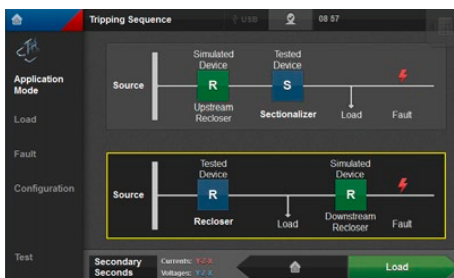 Tripping Sequence
USB
08 57
Application
Mode
Load
Fault
Configuration
Test
Simulated
Device
Tested
Device
Source
R
S
Upstream
Recloser
Sectionalizer
Load
Fault
Tested
Device
Simulated
Device
Source
R
R
Recloser
Load
Downstream
Recloser
Fault
Secondary
Seconds
Currents:
Voltages:
Load